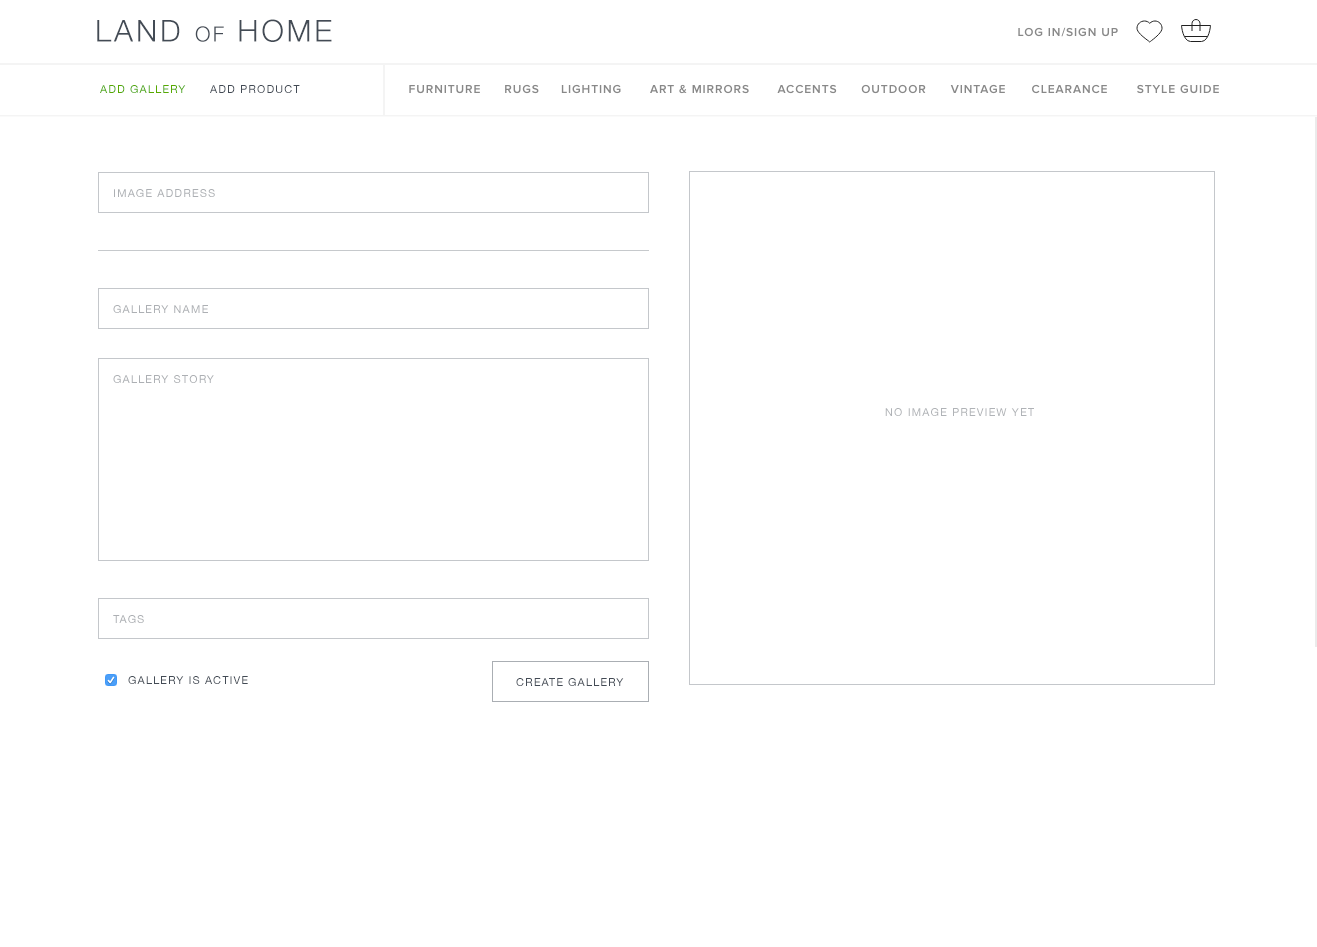 LAND OF HOME
LOG IN/SIGN UP
ADD GALLERY ADD PRODUCT FURNITURE RUGS LIGHTING ART & MIRRORS ACCENTS OUTDOOR VINTAGE CLEARANCE STYLE GUIDE
IMAGE ADDRESS
GALLERY NAME
GALLERY STORY
NO IMAGE PREVIEW YET
TAGS
GALLERY IS ACTIVE
CREATE GALLERY